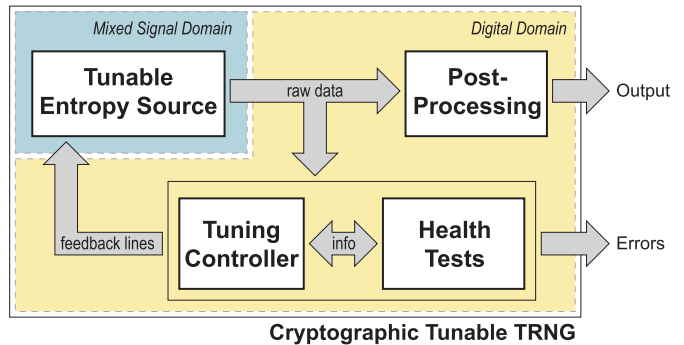 Mixed Signal Domain
Digital Domain
Tunable
Entropy Source
raw data
Post-
Processing
Output
feedback lines
Tuning
Controller
info
Health
Tests
Errors
Cryptographic Tunable TRNG